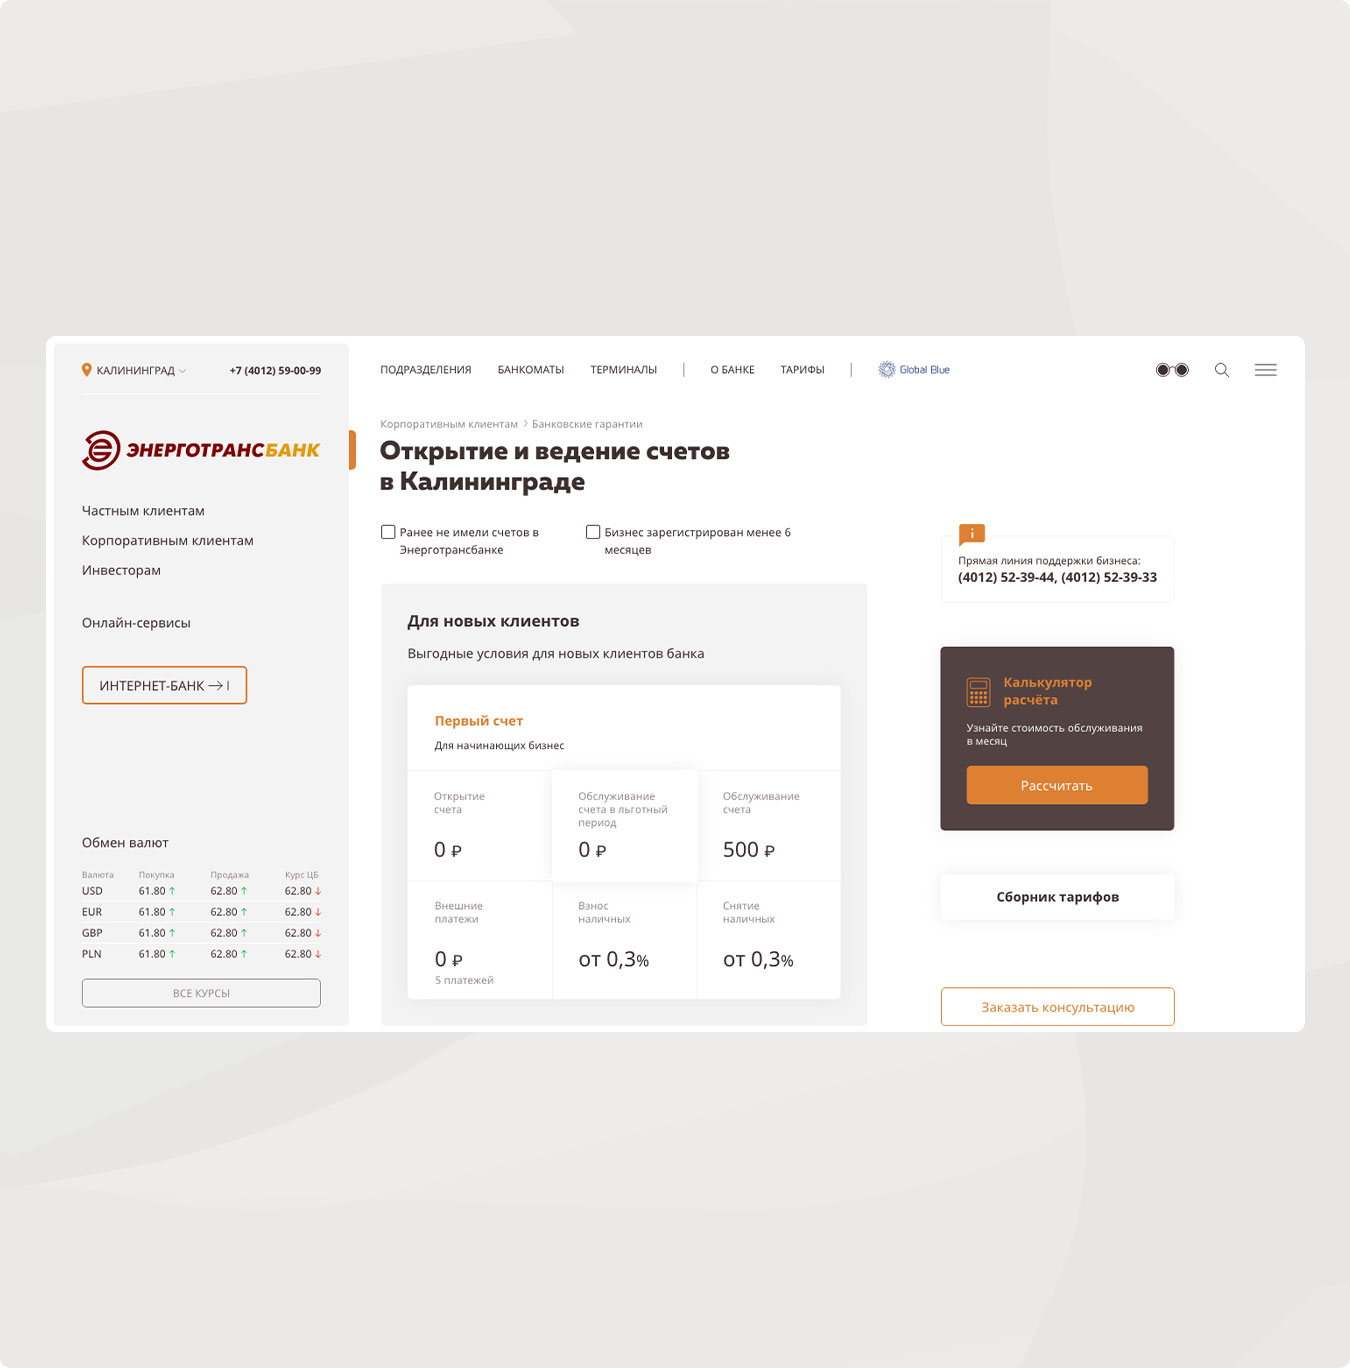 КАЛИНИНГРАД
+7 (4012) 59-00-99
ЭНЕРГОТРАНСБАНК
Частным клиентам
Корпоративным клиентам
Инвесторам
Онлайн-сервисы
ИНТЕРНЕТ-БАНК
Обмен валют
Валюта Покупка Продажа Курс ЦБ
USD 61.80 ↑ 62.80 ↑ 62.80 ↓
EUR 61.80 ↑ 62.80 ↑ 62.80 ↓
GBP 61.80 ↑ 62.80 ↑ 62.80 ↓
PLN 61.80 ↑ 62.80 ↑ 62.80 ↓
ВСЕ КУРСЫ
ПОДРАЗДЕЛЕНИЯ БАНКОМАТЫ ТЕРМИНАЛЫ | О БАНКЕ ТАРИФЫ | Global Blue
Корпоративным клиентам > Банковские гарантии
Открытие и ведение счетов
в Калининграде
Ранее не имели счетов в
Энерготрансбанке
Бизнес зарегистрирован менее 6
месяцев
Для новых клиентов
Выгодные условия для новых клиентов банка
Первый счет
Для начинающих бизнес
Открытие
счета
0 ₽
Обслуживание
счета в льготный
период
0 ₽
Обслуживание
счета
500 ₽
Внешние
платежи
0 ₽
5 платежей
Взнос
наличных
от 0,3%
Снятие
наличных
от 0,3%
i
Прямая линия поддержки бизнеса:
(4012) 52-39-44, (4012) 52-39-33
Калькулятор
расчёта
Узнайте стоимость обслуживания
в месяц
Рассчитать
Сборник тарифов
Заказать консультацию